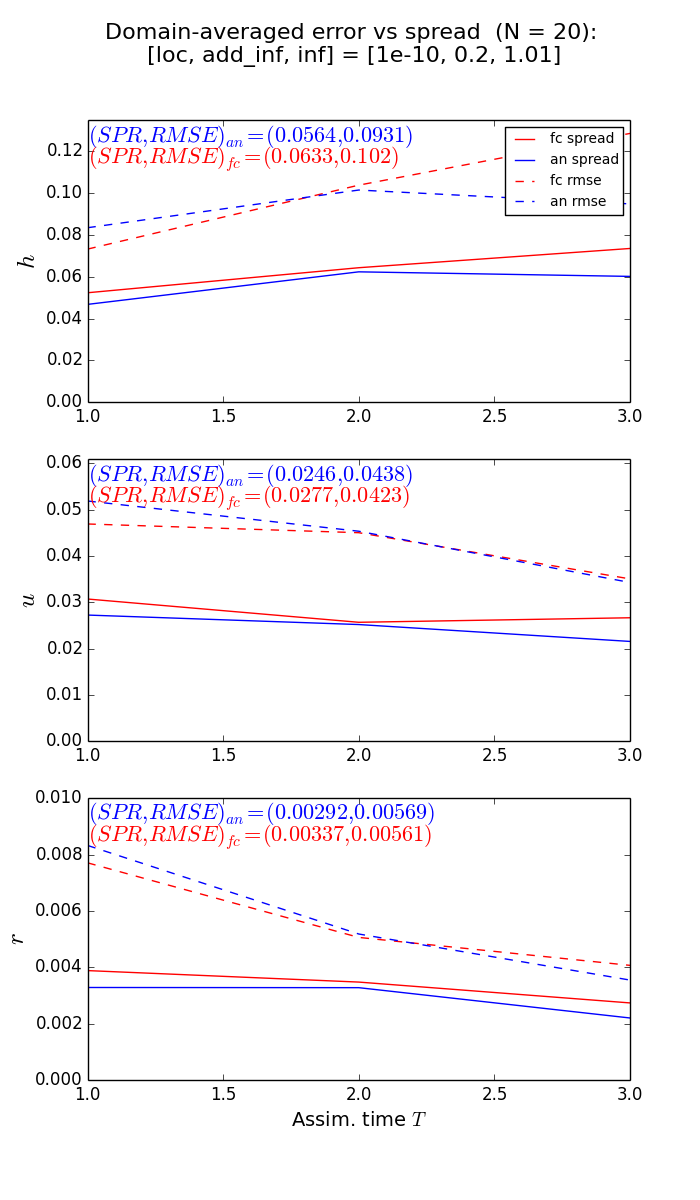 Domain-averaged error vs spread (N = 20):
[loc, add_inf, inf] = [1e-10, 0.2, 1.01]
(SPR,RMSE)an=(0.0564,0.0931)
(SPR,RMSE)fc=(0.0633,0.102)
fc spread
an spread
fc rmse
an rmse
0.12
0.10
0.08
0.06
0.04
0.02
0.00
h
1.0 1.5 2.0 2.5 3.0
(SPR,RMSE)an=(0.0246,0.0438)
(SPR,RMSE)fc=(0.0277,0.0423)
0.06
0.05
0.04
0.03
0.02
0.01
0.00
u
1.0 1.5 2.0 2.5 3.0
(SPR,RMSE)an=(0.00292,0.00569)
(SPR,RMSE)fc=(0.00337,0.00561)
0.010
0.008
0.006
0.004
0.002
0.000
r
1.0 1.5 2.0 2.5 3.0
Assim. time T